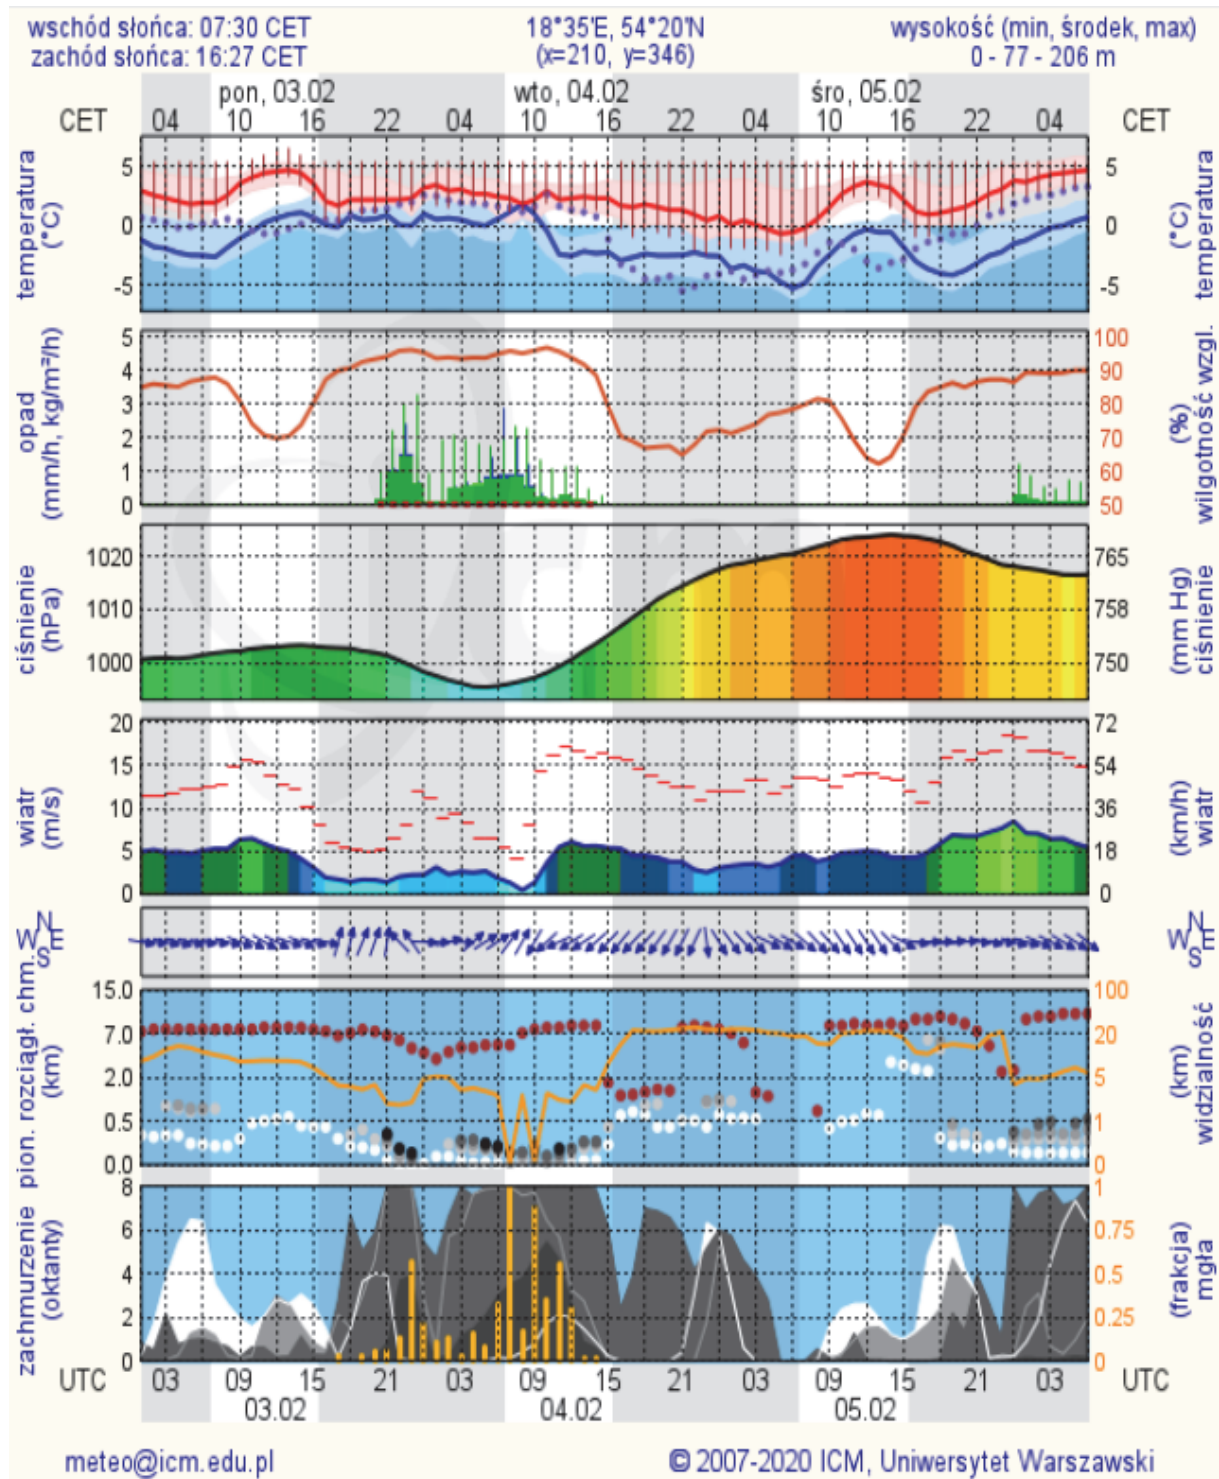 wschód słońca: 07:30 CET 18°35'E, 54°20'N wysokość (min, środek, max)
zachód słońca: 16:27 CET (x=210, y=346) 0 - 77 - 206 m
pon, 03.02 wto, 04.02 śro, 05.02
CET 04 10 16 22 04 10 16 22 04 10 16 22 04 CET
temperatura
(°C)
5
0
-5
5
0
-5
(°C)
temperatura
opad
(mm/h, kg/m²/h)
5
4
3
2
1
0
100
90
80
70
60
50
(%)
wilgotność wzgl.
ciśnienie
(hPa)
1020
1010
1000
765
758
750
(mm Hg)
ciśnienie
wiatr
(m/s)
20
15
10
5
0
72
54
36
18
0
(km/h)
wiatr
N
W E
S
N
W E
S
pion. rozciągł. chm.
(km)
15.0
7.0
2.0
0.5
0.0
100
20
5
1
0
(km)
widzialność
zachmurzenie
(oktanty)
8
6
4
2
0
1
0.75
0.5
0.25
0
(frakcja)
mgła
UTC 03 09 15 21 03 09 15 21 03 09 15 21 03 UTC
03.02 04.02 05.02
meteo@icm.edu.pl © 2007-2020 ICM, Uniwersytet Warszawski